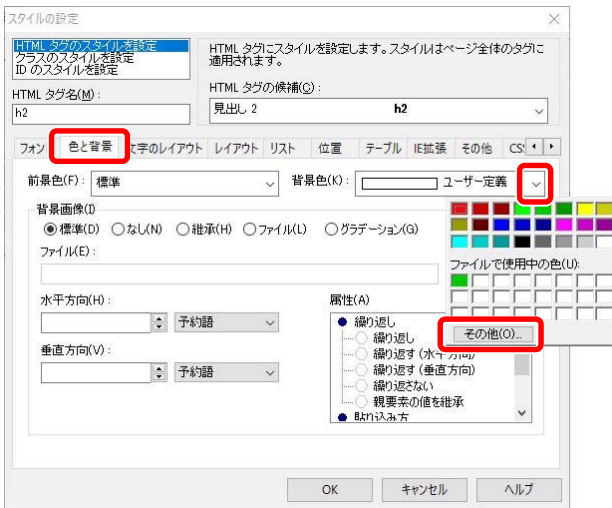 スタイルの設定
HTML タグのスタイルを設定
クラスのスタイルを設定
ID のスタイルを設定
HTML タグにスタイルを設定します。スタイルはページ全体のタグに
適用されます。
HTML タグ名(M):
h2
HTML タグの候補(C):
見出し 2 h2
フォン 色と背景 文字のレイアウト レイアウト リスト 位置 テーブル IE拡張 その他 CS
前景色(F): 標準
背景色(K): ユーザー定義
背景画像(I)
標準(D) なし(N) 継承(H) ファイル(L) グラデーション(G)
ファイル(E):
ファイルで使用中の色(U):
その他(O)...
水平方向(H):
予約語
垂直方向(V):
予約語
属性(A)
繰り返し
繰り返し
繰り返す (水平方向)
繰り返す (垂直方向)
繰り返さない
親要素の値を継承
貼り込み方
OK キャンセル ヘルプ